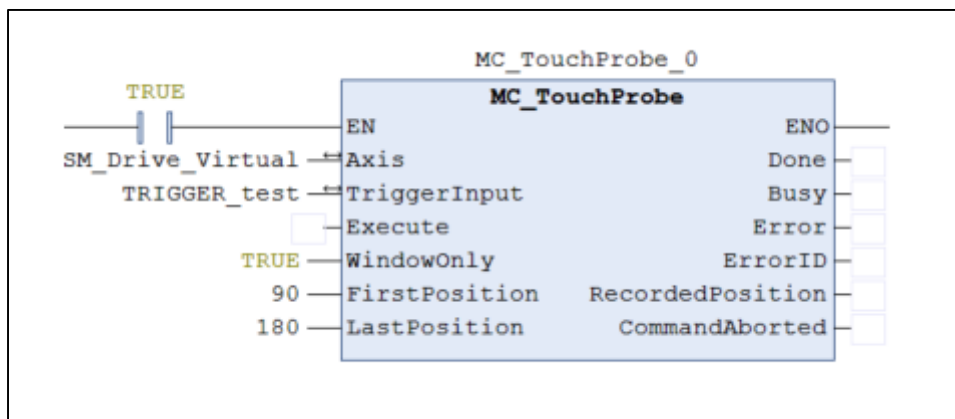 MC_TouchProbe_0
TRUE
MC_TouchProbe
EN ENO
SM_Drive_Virtual Axis Done
TRIGGER_test TriggerInput Busy
Execute Error
TRUE WindowOnly ErrorID
90 FirstPosition RecordedPosition
180 LastPosition CommandAborted